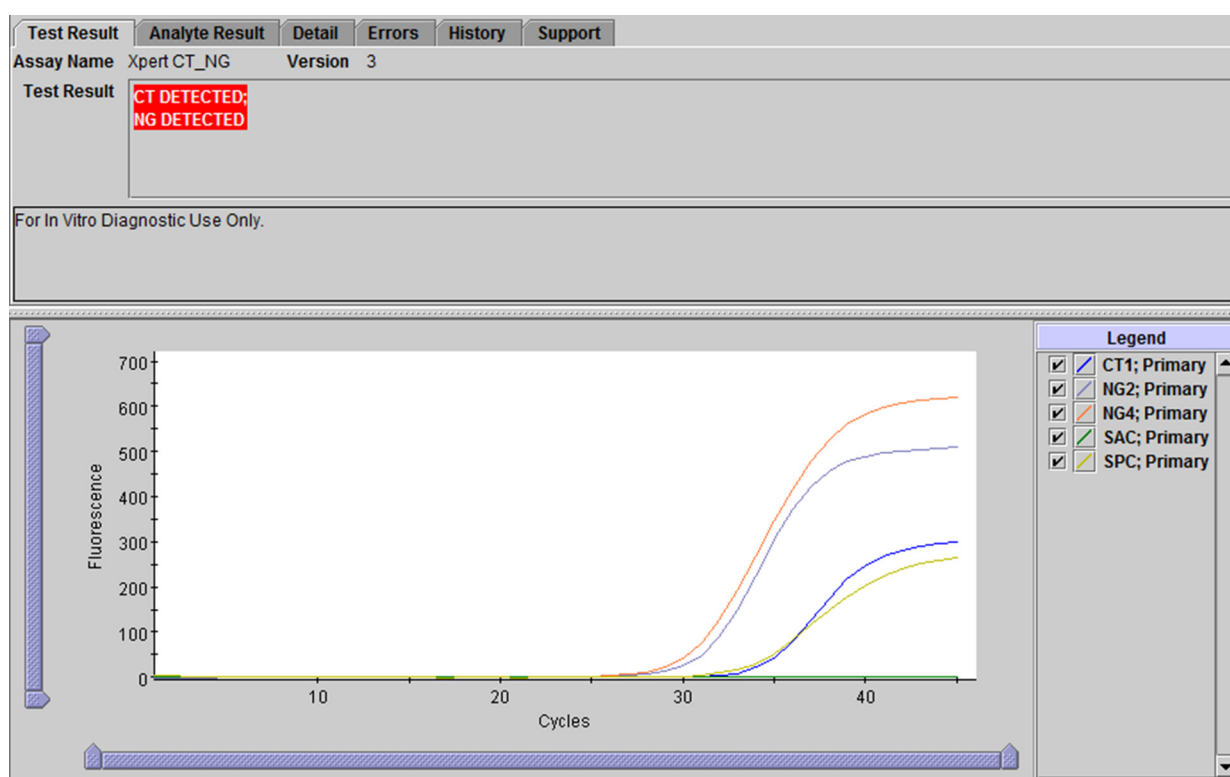 Test Result Analyte Result Detail Errors History Support
Assay Name Xpert CT_NG Version 3
Test Result CT DETECTED;
NG DETECTED
For In Vitro Diagnostic Use Only.
Legend
CT1; Primary
NG2; Primary
NG4; Primary
SAC; Primary
SPC; Primary
700
600
500
400
300
200
100
0
Fluorescence
10 20 30 40
Cycles